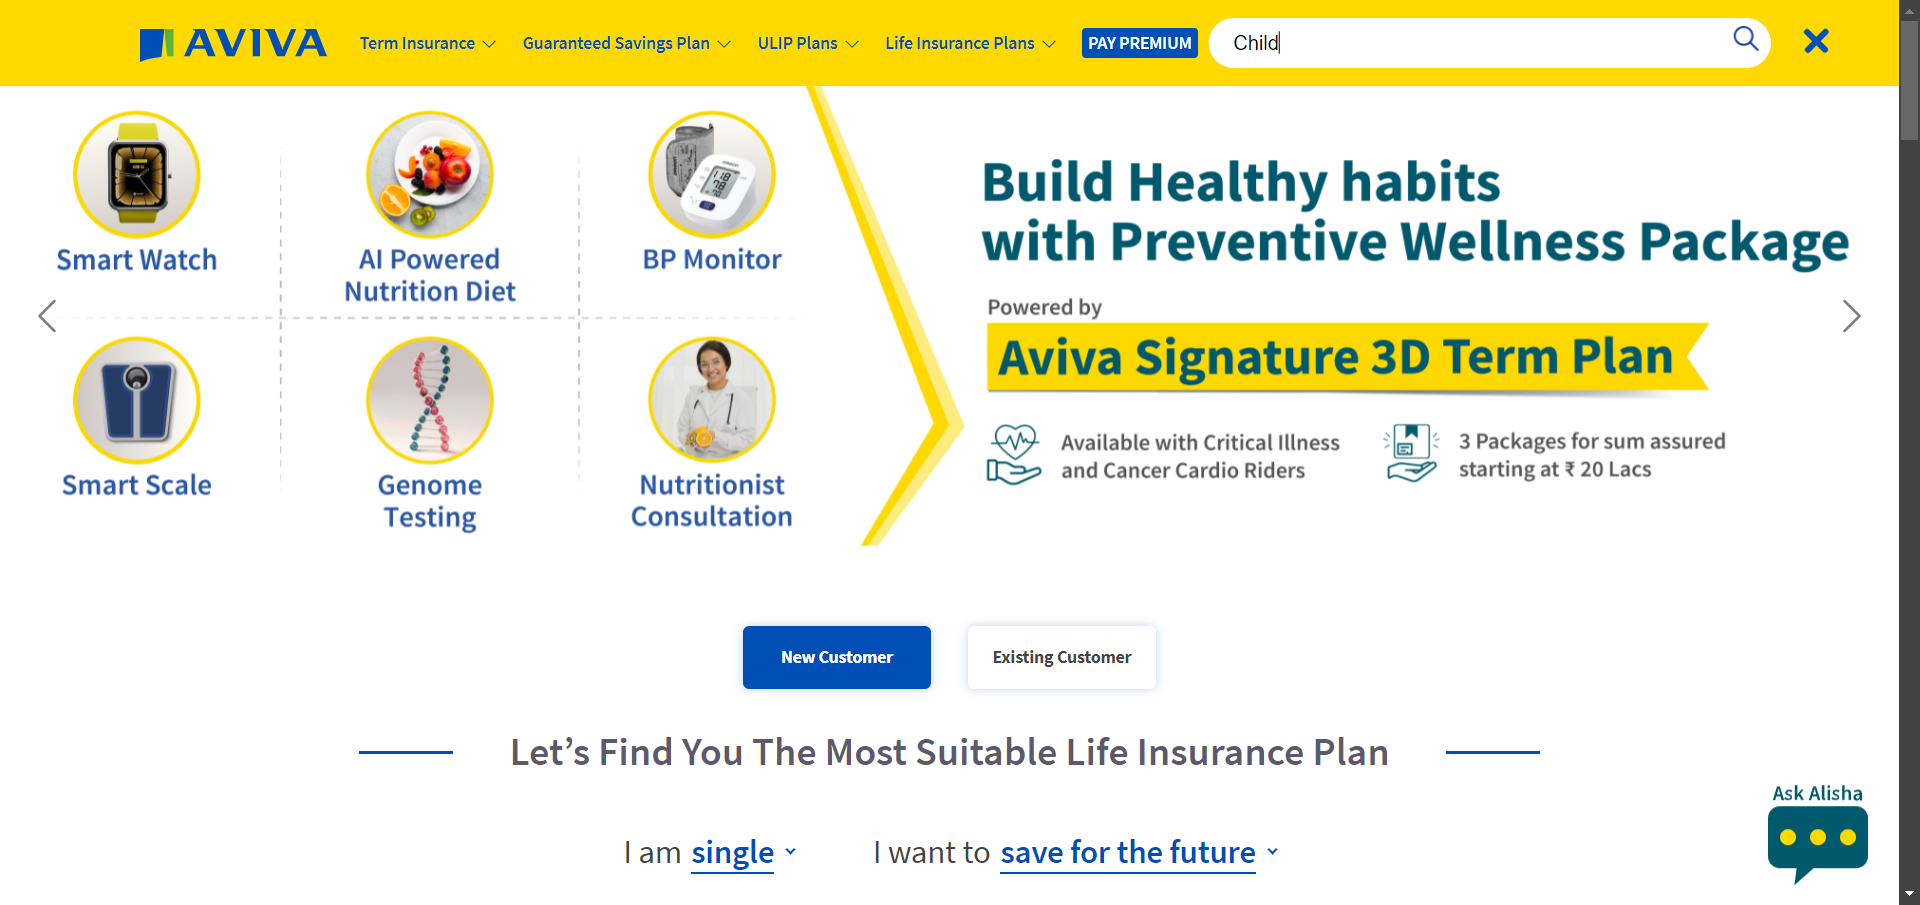 AVIVA
Term Insurance
Guaranteed Savings Plan
ULIP Plans
Life Insurance Plans
PAY PREMIUM
Child
Smart Watch
AI Powered
Nutrition Diet
BP Monitor
Smart Scale
Genome
Testing
Nutritionist
Consultation
Build Healthy habits
with Preventive Wellness Package
Powered by
Aviva Signature 3D Term Plan
Available with Critical Illness
and Cancer Cardio Riders
3 Packages for sum assured
starting at ₹ 20 Lacs
New Customer
Existing Customer
Let’s Find You The Most Suitable Life Insurance Plan
I am single
I want to save for the future
Ask Alisha